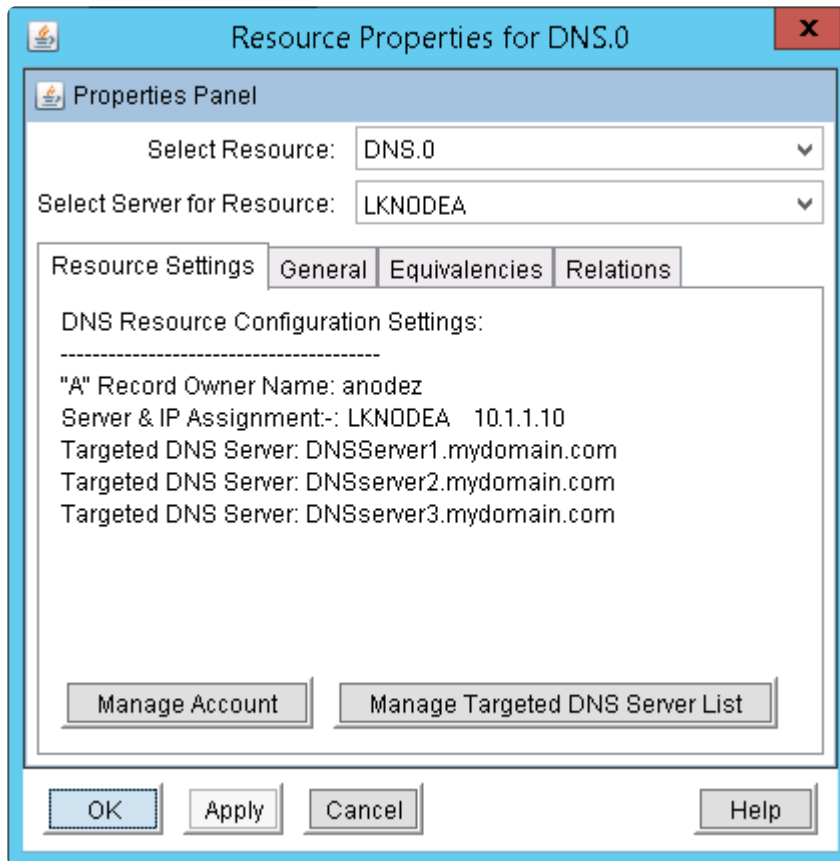 Resource Properties for DNS.0
x
Properties Panel
Select Resource: DNS.0
Select Server for Resource: LKNODEA
Resource Settings General Equivalencies Relations
DNS Resource Configuration Settings:
----------------------------------------
"A" Record Owner Name: anodez
Server & IP Assignment:-: LKNODEA 10.1.1.10
Targeted DNS Server: DNSServer1.mydomain.com
Targeted DNS Server: DNSserver2.mydomain.com
Targeted DNS Server: DNSserver3.mydomain.com
Manage Account Manage Targeted DNS Server List
OK Apply Cancel Help